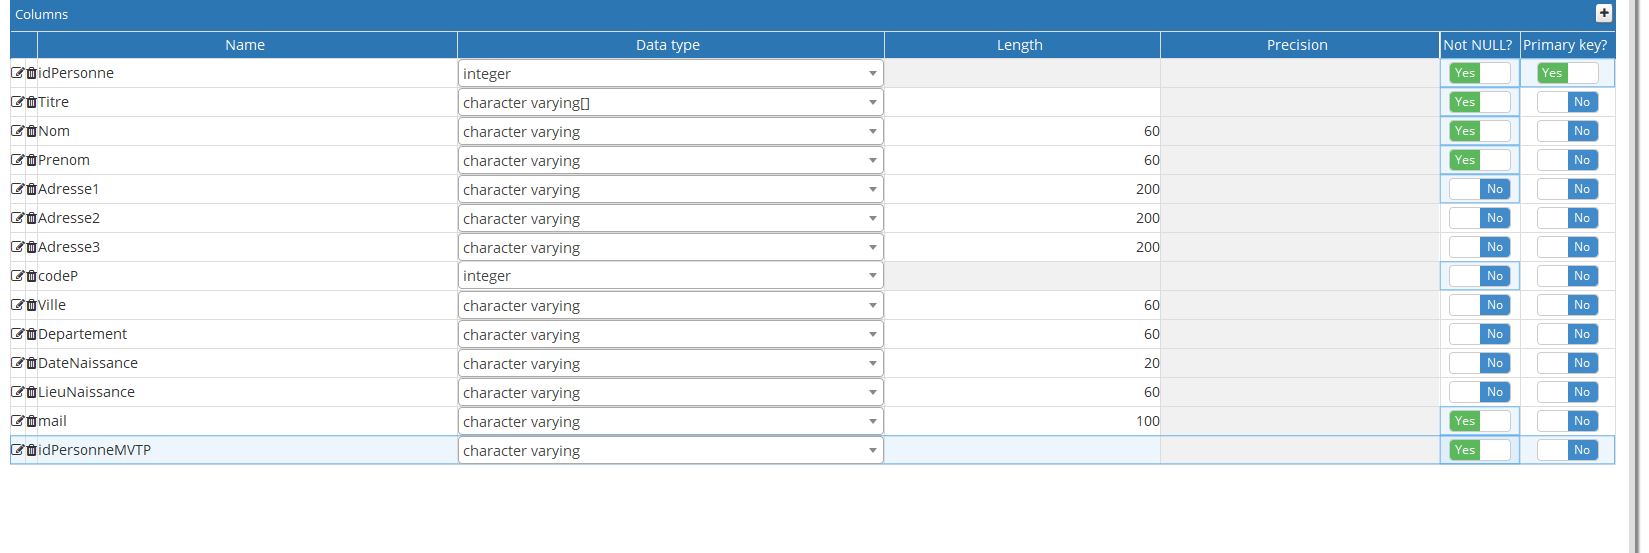 Columns
Name Data type Length Precision Not NULL? Primary key?
idPersonne integer Yes Yes
Titre character varying[] Yes No
Nom character varying 60 Yes No
Prenom character varying 60 Yes No
Adresse1 character varying 200 No No
Adresse2 character varying 200 No No
Adresse3 character varying 200 No No
codeP integer No No
Ville character varying 60 No No
Departement character varying 60 No No
DateNaissance character varying 20 No No
LieuNaissance character varying 60 No No
mail character varying 100 Yes No
idPersonneMVTP character varying Yes No